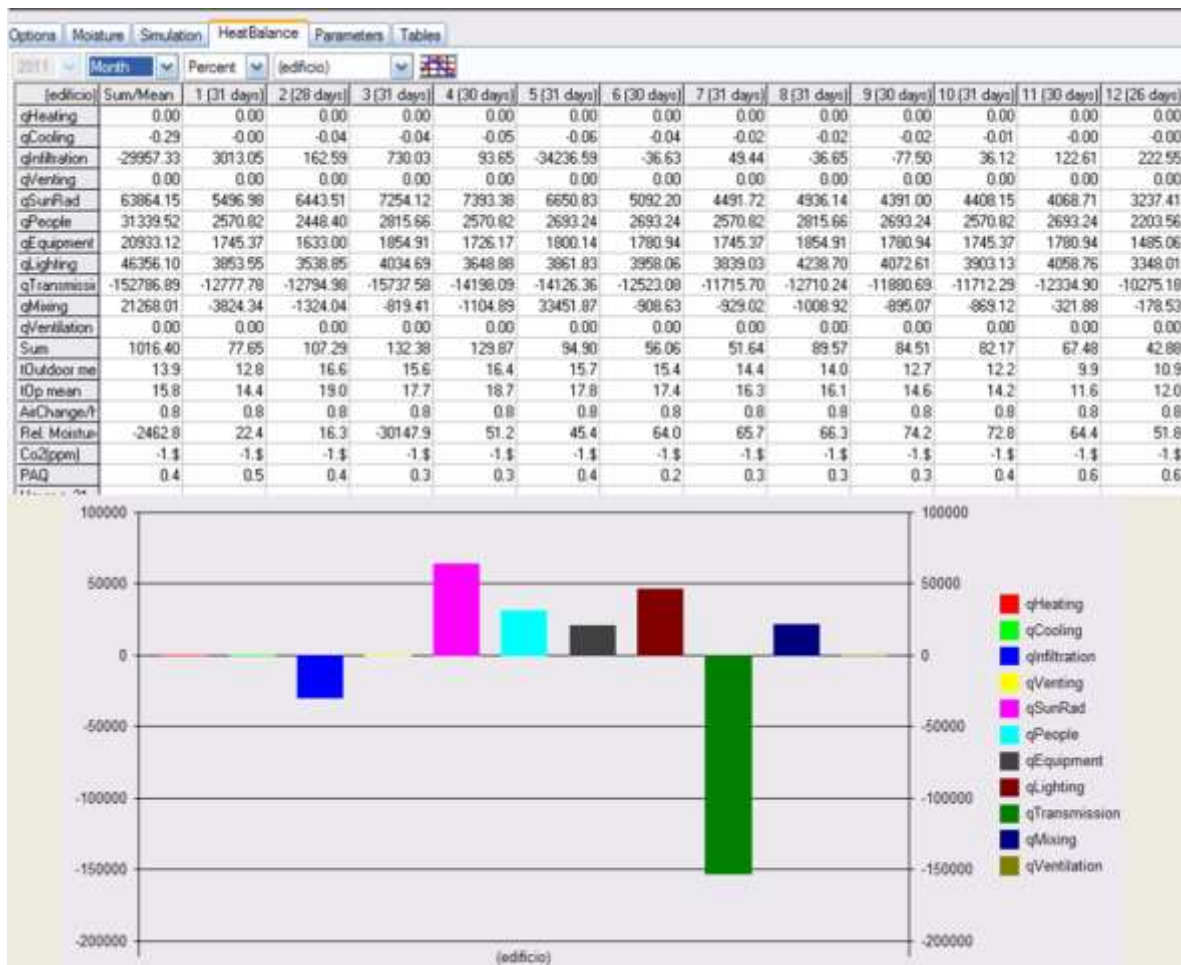 Options Moisture Simulation HeatBalance Parameters Tables
2011 Month Percent (edificio)
(edificio) Sum/Mean 1 (31 days) 2 (28 days) 3 (31 days) 4 (30 days) 5 (31 days) 6 (30 days) 7 (31 days) 8 (31 days) 9 (30 days) 10 (31 days) 11 (30 days) 12 (26 days)
qHeating 0.00 0.00 0.00 0.00 0.00 0.00 0.00 0.00 0.00 0.00 0.00 0.00 0.00
qCooling -0.29 -0.00 -0.04 -0.04 -0.05 -0.06 -0.04 -0.02 -0.02 -0.02 -0.01 -0.00 -0.00
qInfiltration -29957.33 3013.05 162.59 730.03 93.65 -34236.59 -36.63 49.44 -36.65 -77.50 36.12 122.61 222.55
qVenting 0.00 0.00 0.00 0.00 0.00 0.00 0.00 0.00 0.00 0.00 0.00 0.00 0.00
qSunRad 63864.15 5496.98 6443.51 7254.12 7393.38 6650.83 5092.20 4491.72 4936.14 4391.00 4408.15 4068.71 3237.41
qPeople 31339.52 2570.82 2448.40 2815.66 2570.82 2693.24 2693.24 2570.82 2815.66 2693.24 2570.82 2693.24 2203.56
qEquipment 20933.12 1745.37 1633.00 1854.91 1726.17 1800.14 1780.94 1745.37 1854.91 1780.94 1745.37 1780.94 1485.06
qLighting 46356.10 3853.55 3538.85 4034.69 3648.88 3861.83 3958.06 3839.03 4238.70 4072.61 3903.13 4058.76 3348.01
qTransmissi -152786.89 -12777.78 -12794.98 -15737.58 -14198.09 -14126.36 -12523.08 -11715.70 -12710.24 -11880.69 -11712.29 -12334.90 -10275.18
qMixing 21268.01 -3824.34 -1324.04 -819.41 -1104.89 33451.87 -908.63 -929.02 -1008.92 -895.07 -869.12 -321.88 -178.53
qVentilation 0.00 0.00 0.00 0.00 0.00 0.00 0.00 0.00 0.00 0.00 0.00 0.00 0.00
Sum 1016.40 77.65 107.29 132.38 129.87 94.90 56.06 51.64 89.57 84.51 82.17 67.48 42.88
tOutdoor me 13.9 12.8 16.6 15.6 16.4 15.7 15.4 14.4 14.0 12.7 12.2 9.9 10.9
tOp mean 15.8 14.4 19.0 17.7 18.7 17.8 17.4 16.3 16.1 14.6 14.2 11.6 12.0
AirChange/h 0.8 0.8 0.8 0.8 0.8 0.8 0.8 0.8 0.8 0.8 0.8 0.8 0.8
Rel. Moistur -2462.8 22.4 16.3 -30147.9 51.2 45.4 64.0 65.7 66.3 74.2 72.8 64.4 51.8
Co2(ppm) -1.$ -1.$ -1.$ -1.$ -1.$ -1.$ -1.$ -1.$ -1.$ -1.$ -1.$ -1.$ -1.$
PAQ 0.4 0.5 0.4 0.3 0.3 0.4 0.2 0.3 0.3 0.3 0.4 0.6 0.6
100000 100000
50000 50000
qHeating
qCooling
0 0
qInfiltration
qVenting
qSunRad
-50000 -50000
qPeople
qEquipment
qLighting
-100000 -100000
qTransmission
qMixing
-150000 -150000
qVentilation
-200000 -200000
(edificio)